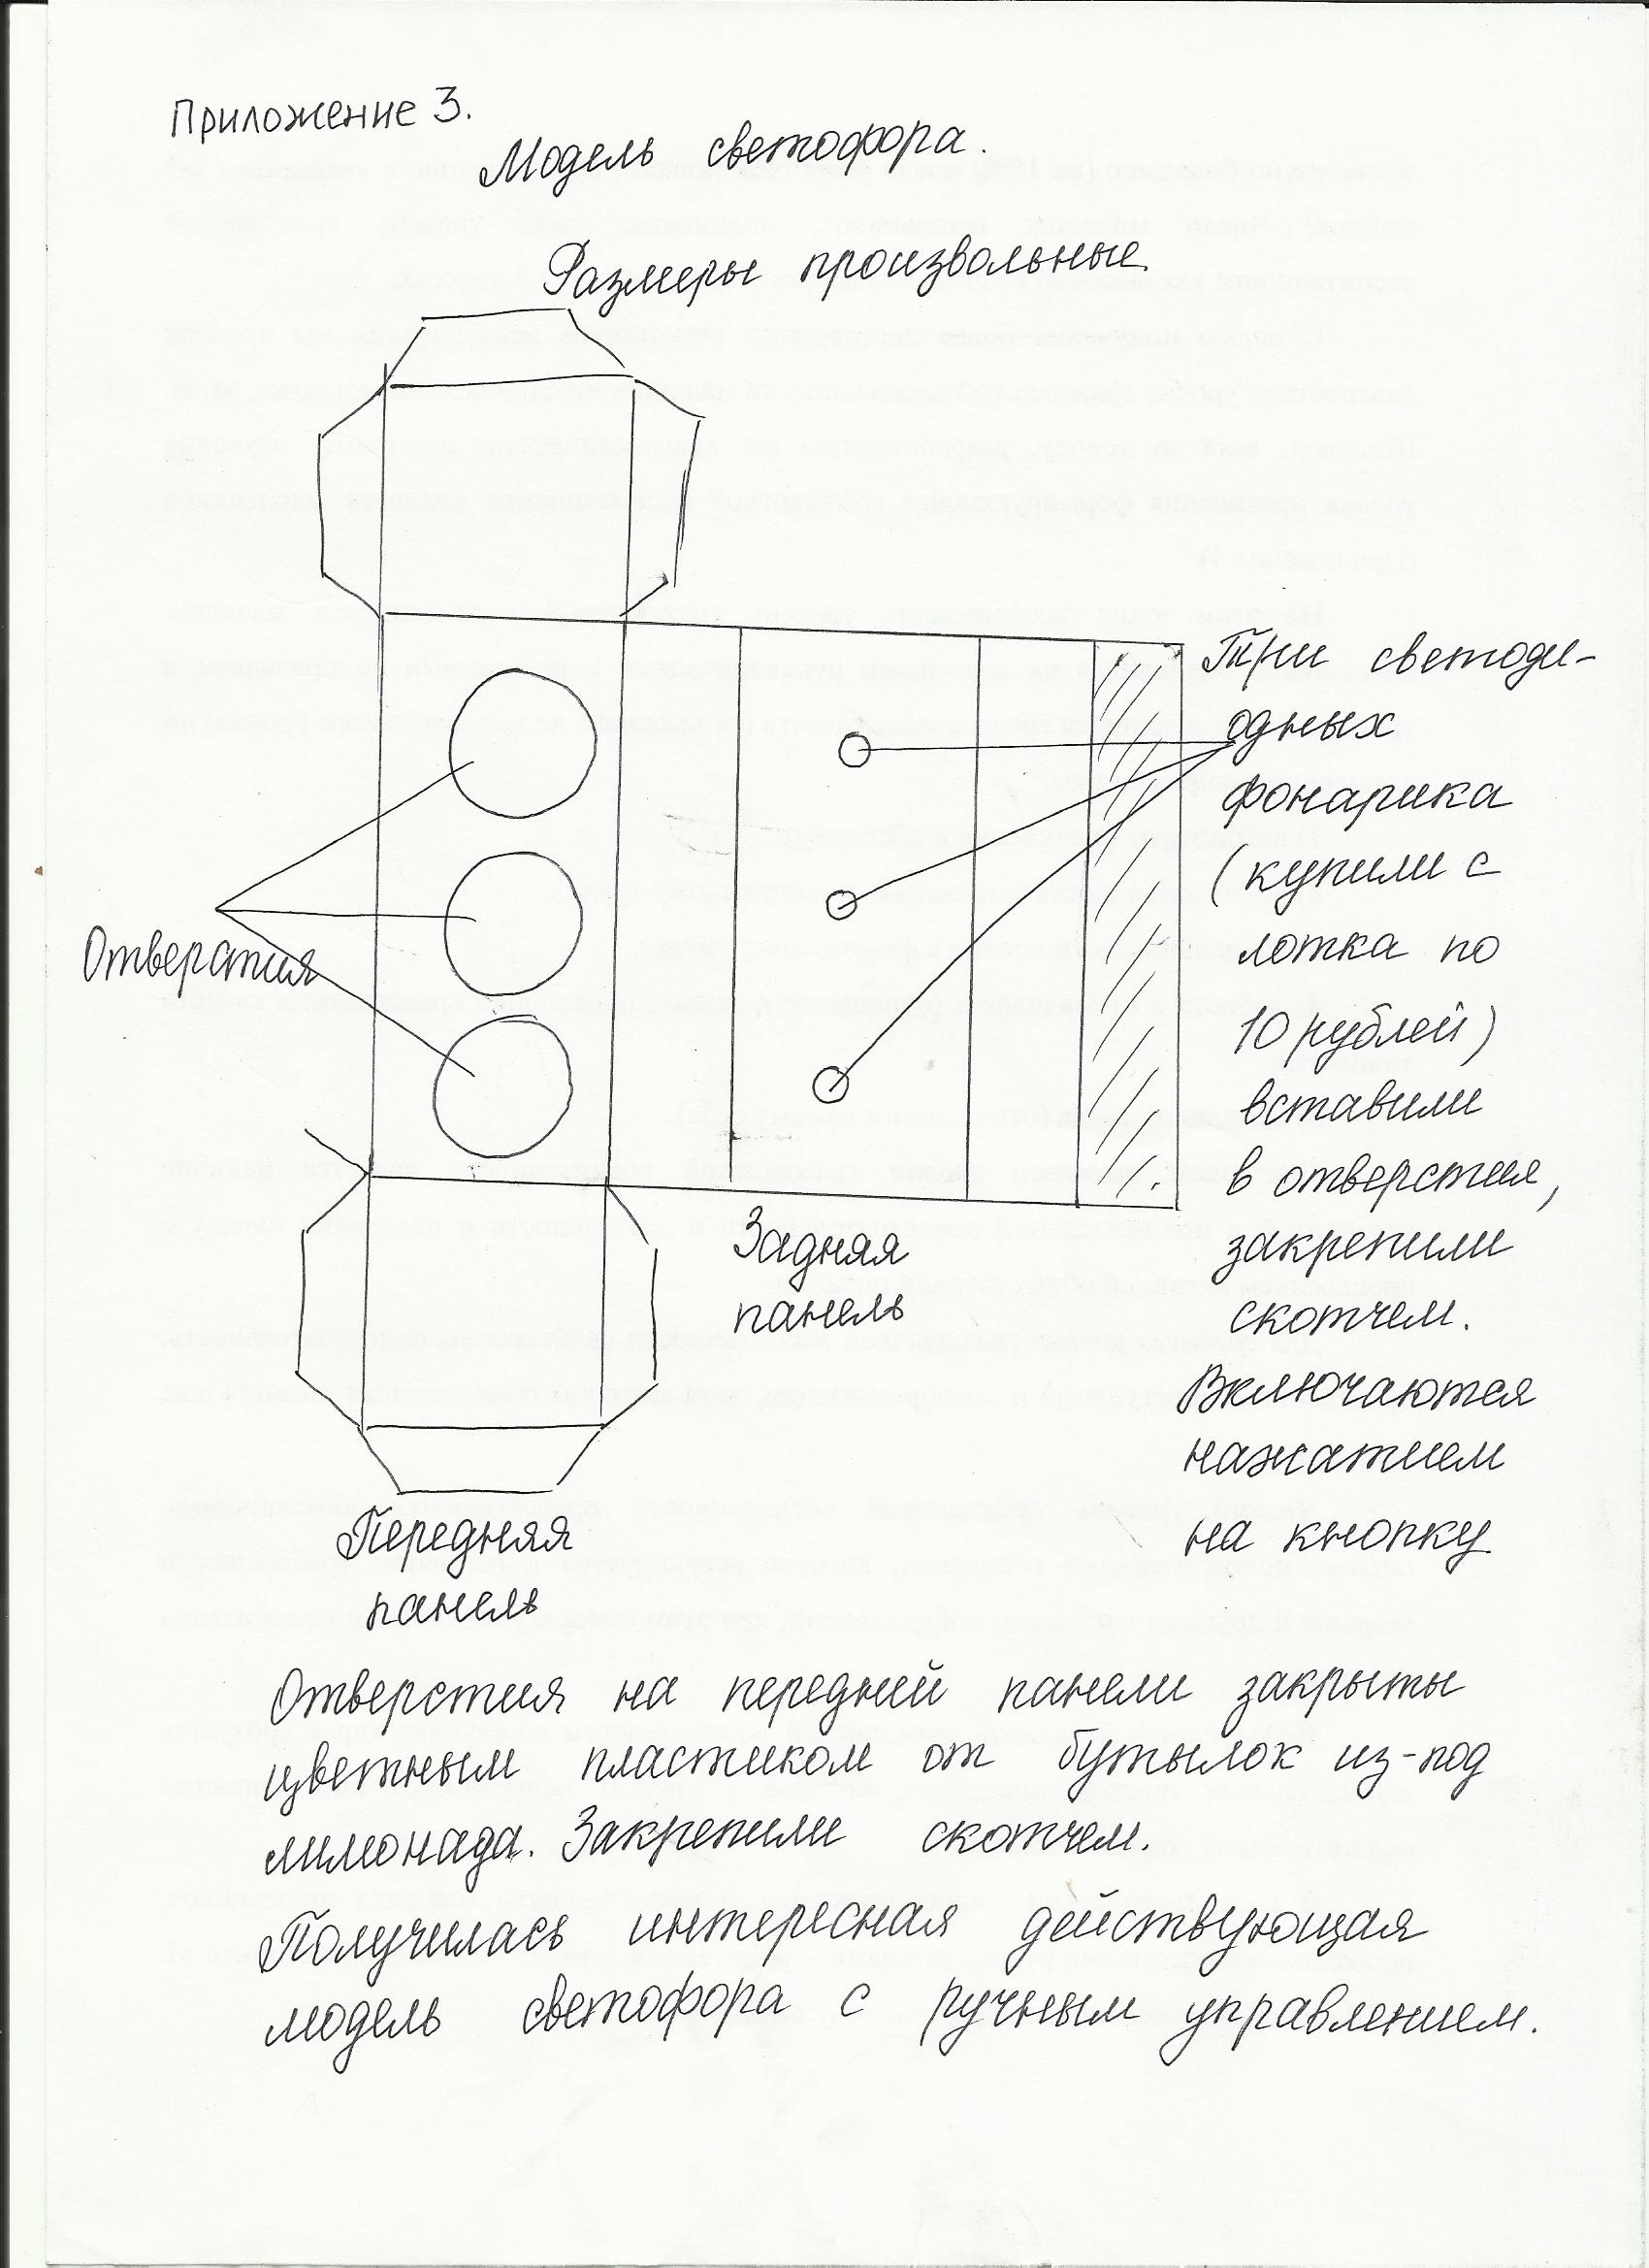 Приложение 3.
Модель светофора.
Размеры произвольные.
Отверстия
Три светоди-
одных
фонарика
(купили с
лотка по
10 рублей)
вставили
в отверстия,
закрепили
скотчем.
Включаются
нажатием
на кнопку
Задняя
панель
Передняя
панель
Отверстия на передней панели закрыты
цветным пластиком от бутылок из-под
лимонада. Закрепили скотчем.
Получилась интересная действующая
модель светофора с ручным управлением.